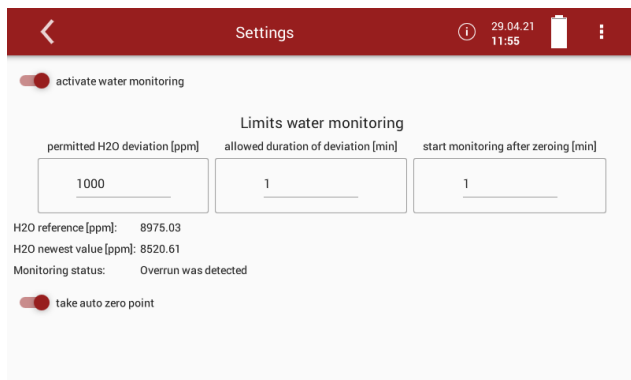 Settings
29.04.21
11:55
activate water monitoring
Limits water monitoring
permitted H2O deviation [ppm] allowed duration of deviation [min] start monitoring after zeroing [min]
1000 1 1
H2O reference [ppm]: 8975.03
H2O newest value [ppm]: 8520.61
Monitoring status: Overrun was detected
take auto zero point